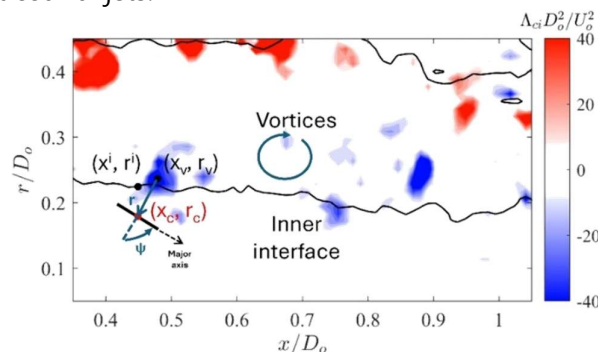 Λ_ci D_o^2/U_o^2
40
20
0
-20
-40
0.4
0.3
0.2
0.1
r/D_o
Vortices
(x^i, r^i)
(x_v, r_v)
r
(x_c, r_c)
ψ
Major
axis
Inner
interface
0.4
0.5
0.6
0.7
0.8
0.9
1
x/D_o